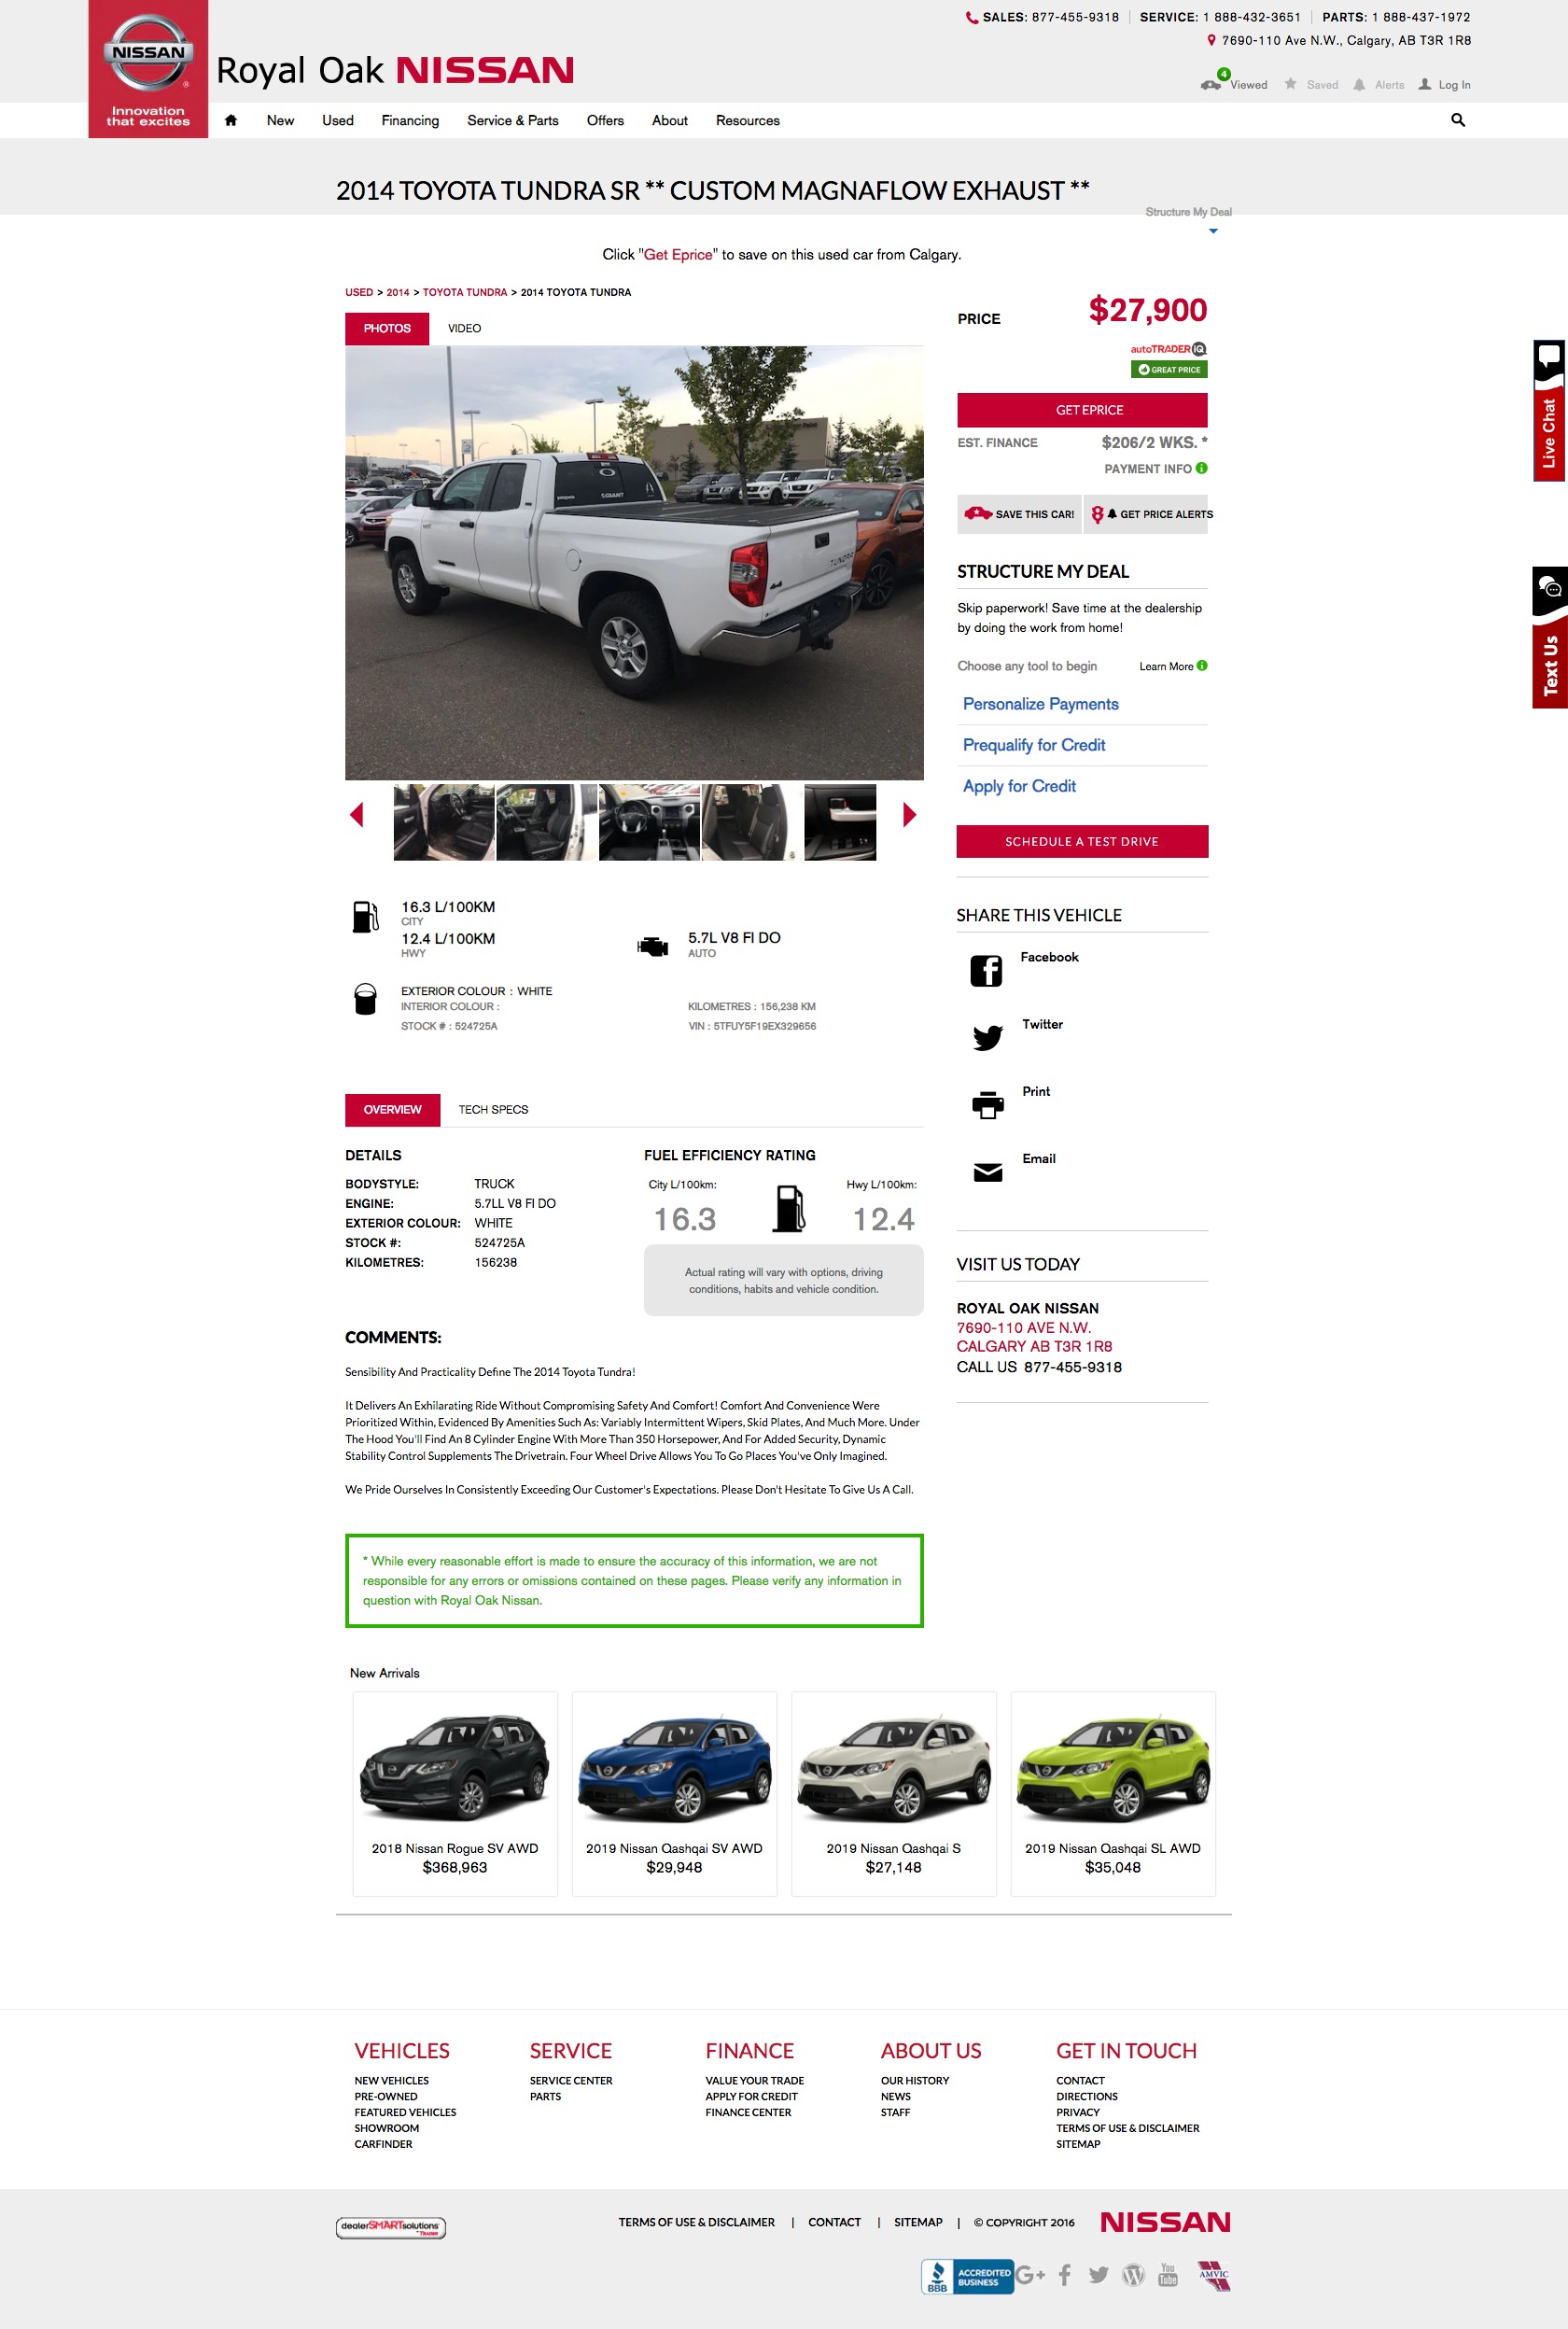 NISSAN
Innovation
that excites
Royal Oak NISSAN
SALES: 877-455-9318 | SERVICE: 1 888-432-3651 | PARTS: 1 888-437-1972
7690-110 Ave N.W., Calgary, AB T3R 1R8
4
Viewed Saved Alerts Log In
New Used Financing Service & Parts Offers About Resources
2014 TOYOTA TUNDRA SR ** CUSTOM MAGNAFLOW EXHAUST **
Structure My Deal
Click "Get Eprice" to save on this used car from Calgary.
USED > 2014 > TOYOTA TUNDRA > 2014 TOYOTA TUNDRA
PHOTOS VIDEO
TUNDRA
4x4
GIANT
PRICE $27,900
autoTRADER IQ
GREAT PRICE
GET EPRICE
EST. FINANCE $206/2 WKS. *
PAYMENT INFO
SAVE THIS CAR! GET PRICE ALERTS
STRUCTURE MY DEAL
Skip paperwork! Save time at the dealership
by doing the work from home!
Choose any tool to begin Learn More
Personalize Payments
Prequalify for Credit
Apply for Credit
SCHEDULE A TEST DRIVE
Live Chat
Text Us
16.3 L/100KM
CITY
12.4 L/100KM
HWY
5.7L V8 FI DO
AUTO
EXTERIOR COLOUR : WHITE
INTERIOR COLOUR :
STOCK # : 524725A
KILOMETRES : 156,238 KM
VIN : 5TFUY5F19EX329656
SHARE THIS VEHICLE
Facebook
Twitter
Print
Email
OVERVIEW TECH SPECS
DETAILS
BODYSTYLE: TRUCK
ENGINE: 5.7LL V8 FI DO
EXTERIOR COLOUR: WHITE
STOCK #: 524725A
KILOMETRES: 156238
FUEL EFFICIENCY RATING
City L/100km: Hwy L/100km:
16.3 12.4
Actual rating will vary with options, driving
conditions, habits and vehicle condition.
VISIT US TODAY
ROYAL OAK NISSAN
7690-110 AVE N.W.
CALGARY AB T3R 1R8
CALL US 877-455-9318
COMMENTS:
Sensibility And Practicality Define The 2014 Toyota Tundra!
It Delivers An Exhilarating Ride Without Compromising Safety And Comfort! Comfort And Convenience Were
Prioritized Within, Evidenced By Amenities Such As: Variably Intermittent Wipers, Skid Plates, And Much More. Under
The Hood You'll Find An 8 Cylinder Engine With More Than 350 Horsepower, And For Added Security, Dynamic
Stability Control Supplements The Drivetrain. Four Wheel Drive Allows You To Go Places You've Only Imagined.
We Pride Ourselves In Consistently Exceeding Our Customer's Expectations. Please Don't Hesitate To Give Us A Call.
* While every reasonable effort is made to ensure the accuracy of this information, we are not
responsible for any errors or omissions contained on these pages. Please verify any information in
question with Royal Oak Nissan.
New Arrivals
2018 Nissan Rogue SV AWD
$368,963
2019 Nissan Qashqai SV AWD
$29,948
2019 Nissan Qashqai S
$27,148
2019 Nissan Qashqai SL AWD
$35,048
VEHICLES
NEW VEHICLES
PRE-OWNED
FEATURED VEHICLES
SHOWROOM
CARFINDER
SERVICE
SERVICE CENTER
PARTS
FINANCE
VALUE YOUR TRADE
APPLY FOR CREDIT
FINANCE CENTER
ABOUT US
OUR HISTORY
NEWS
STAFF
GET IN TOUCH
CONTACT
DIRECTIONS
PRIVACY
TERMS OF USE & DISCLAIMER
SITEMAP
dealerSMARTsolutions
TRADER
TERMS OF USE & DISCLAIMER | CONTACT | SITEMAP | © COPYRIGHT 2016 NISSAN
BBB ACCREDITED
BUSINESS
G+ You
Tube
AMVIC